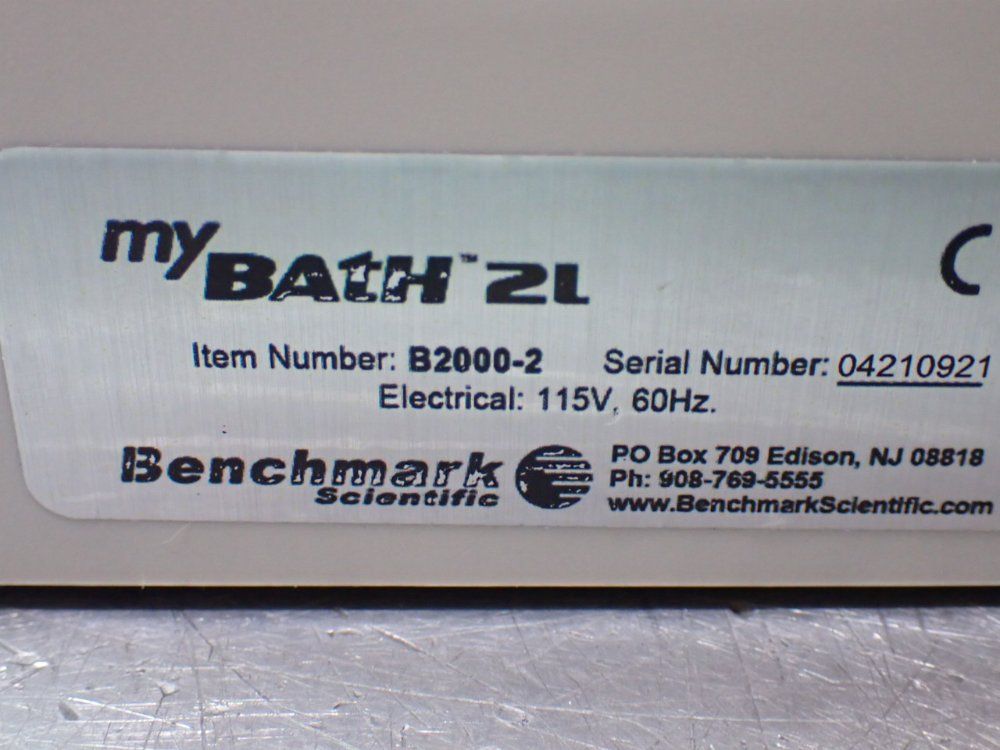 myBAtH™ 2L
Item Number: B2000-2 Serial Number: 04210921
Electrical: 115V, 60Hz.
Benchmark Scientific
PO Box 709 Edison, NJ 08818
Ph: 908-769-5555
www.BenchmarkScientific.com